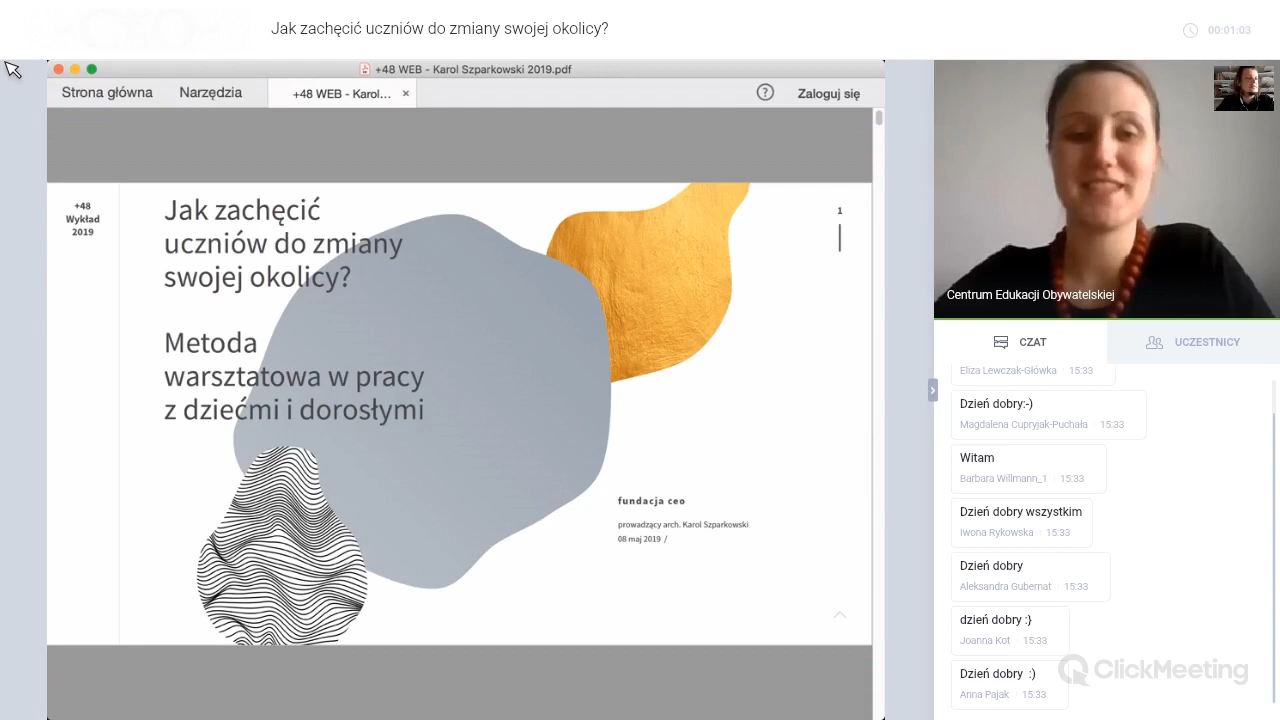 Jak zachęcić uczniów do zmiany swojej okolicy?
00:01:03
+48 WEB - Karol Szparkowski 2019.pdf
Strona główna
Narzędzia
+48 WEB - Karol...
×
?
Zaloguj się
+48
Wykład
2019
Jak zachęcić
uczniów do zmiany
swojej okolicy?
Metoda
warsztatowa w pracy
z dziećmi i dorosłymi
1
fundacja ceo
prowadzący arch. Karol Szparkowski
08 maj 2019 /
Centrum Edukacji Obywatelskiej
CZAT
UCZESTNICY
Eliza Lewczak-Główka 15:33
Dzień dobry:-)
Magdalena Cupryjak-Puchała 15:33
Witam
Barbara Willmann_1 15:33
Dzień dobry wszystkim
Iwona Rykowska 15:33
Dzień dobry
Aleksandra Gubernat 15:33
dzień dobry :}
Joanna Kot 15:33
Dzień dobry :)
Anna Pajak 15:33
ClickMeeting